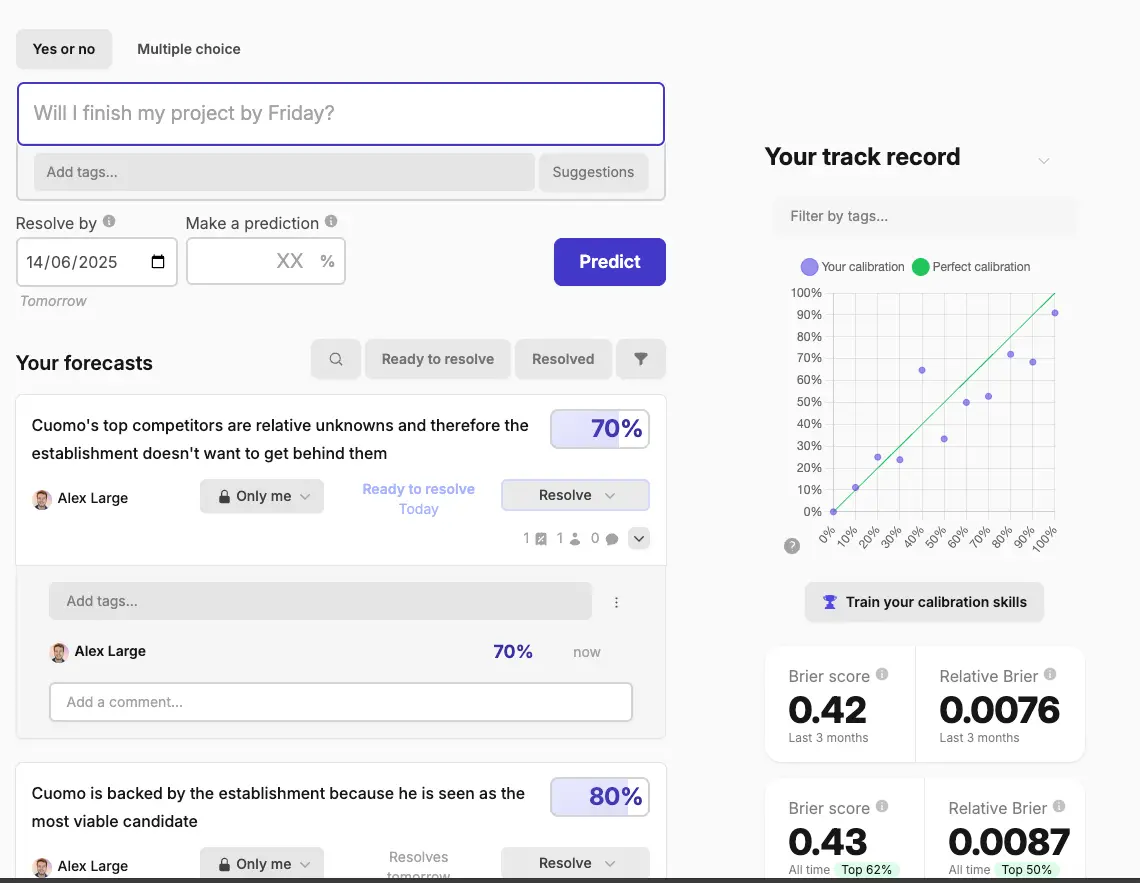 Yes or no
Multiple choice
Will I finish my project by Friday?
Add tags...
Suggestions
Resolve by
Make a prediction
14/06/2025
XX %
Predict
Tomorrow
Your forecasts
Ready to resolve
Resolved
Cuomo's top competitors are relative unknowns and therefore the
establishment doesn't want to get behind them
70%
Alex Large
Only me
Ready to resolve
Today
Resolve
1 1 0
Add tags...
Alex Large
70%
now
Add a comment...
Cuomo is backed by the establishment because he is seen as the
most viable candidate
80%
Alex Large
Only me
Resolves
tomorrow
Resolve
Your track record
Filter by tags...
Your calibration
Perfect calibration
100%
90%
80%
70%
60%
50%
40%
30%
20%
10%
0%
0% 10% 20% 30% 40% 50% 60% 70% 80% 90% 100%
?
Train your calibration skills
Brier score
0.42
Last 3 months
Relative Brier
0.0076
Last 3 months
Brier score
0.43
All time Top 62%
Relative Brier
0.0087
All time Top 50%